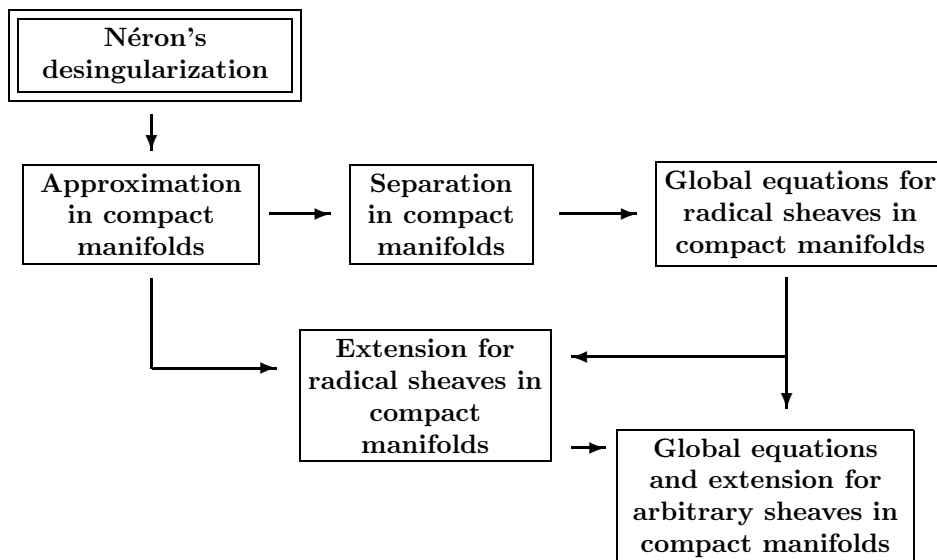 Néron's
desingularization
Approximation
in compact
manifolds
Separation
in compact
manifolds
Global equations for
radical sheaves in
compact manifolds
Extension for
radical sheaves in
compact
manifolds
Global equations
and extension for
arbitrary sheaves in
compact manifolds